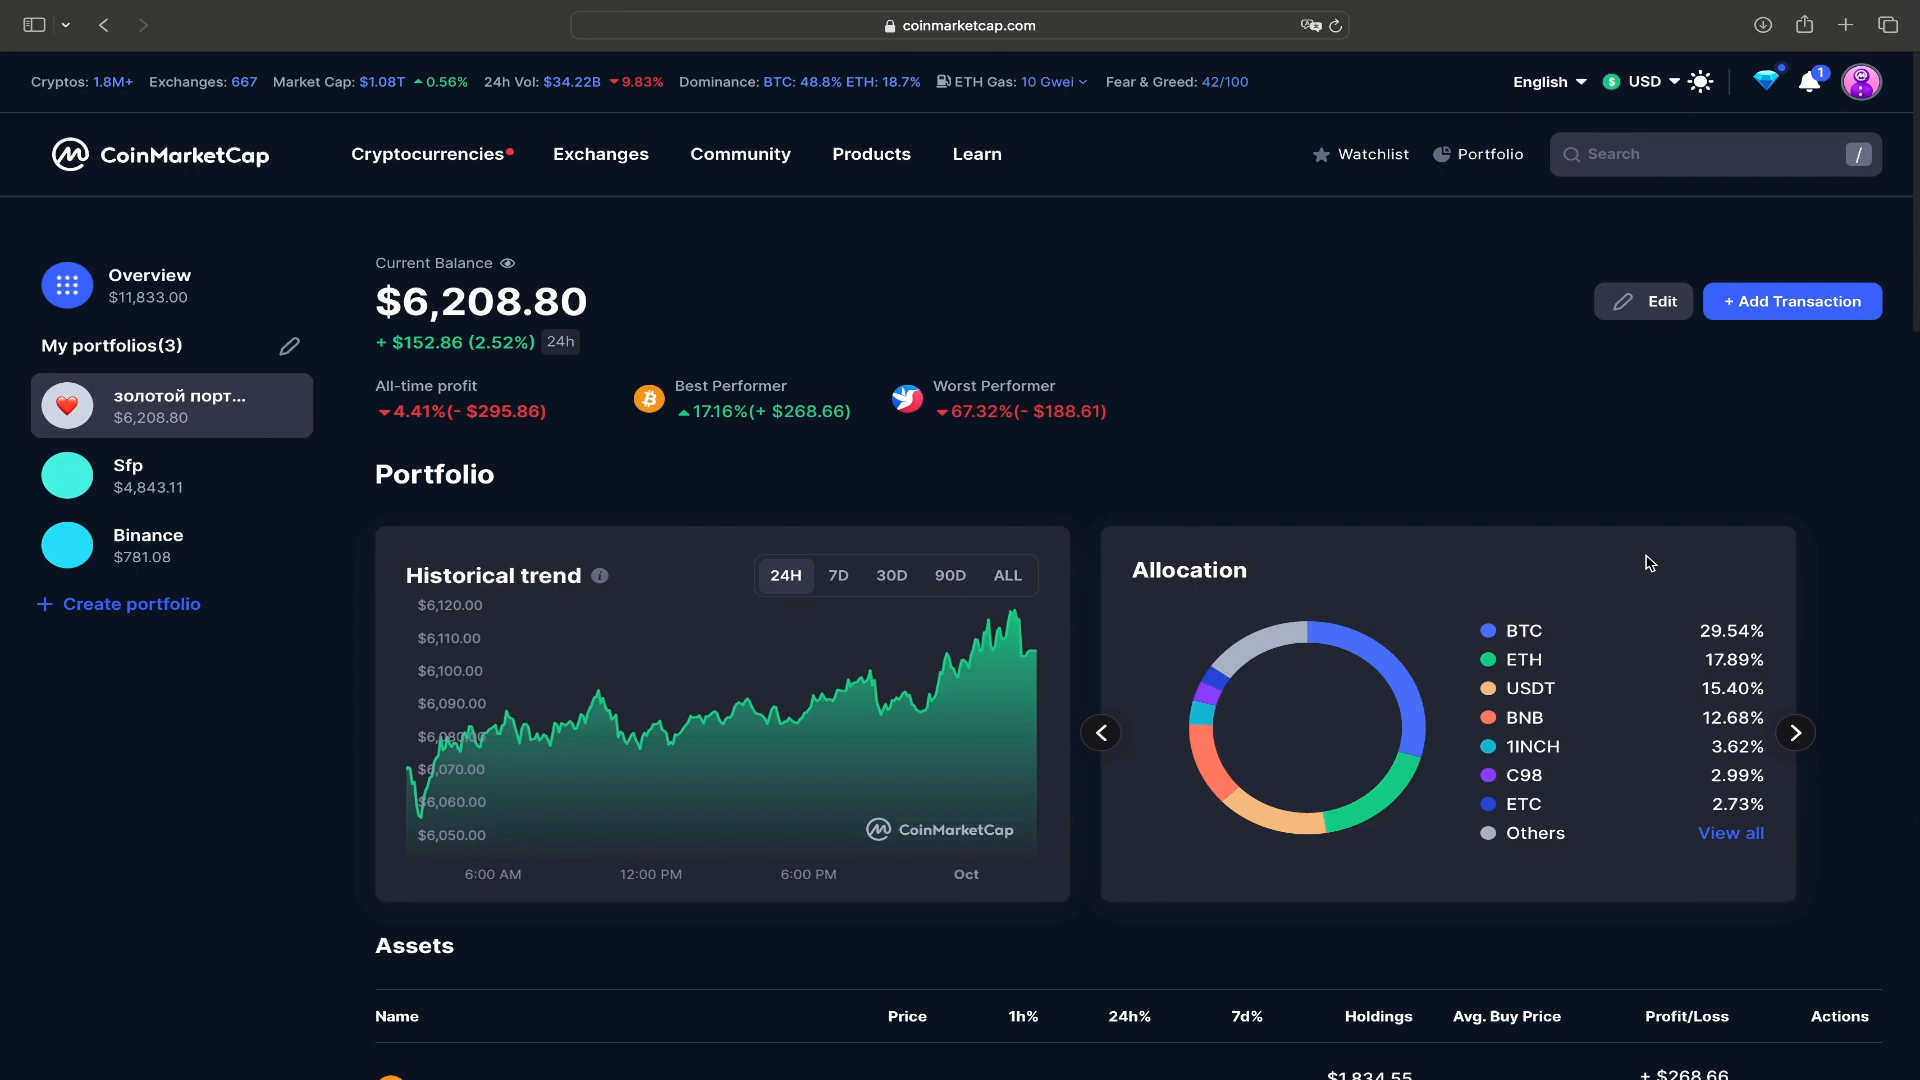 coinmarketcap.com
Cryptos: 1.8M+ Exchanges: 667 Market Cap: $1.08T 0.56% 24h Vol: $34.22B 9.83% Dominance: BTC: 48.8% ETH: 18.7% ETH Gas: 10 Gwei Fear & Greed: 42/100
English $ USD 1
CoinMarketCap Cryptocurrencies Exchanges Community Products Learn Watchlist Portfolio Search /
Overview
$11,833.00
My portfolios(3)
золотой порт...
$6,208.80
Sfp
$4,843.11
Binance
$781.08
+ Create portfolio
Current Balance
$6,208.80
+ $152.86 (2.52%) 24h
Edit + Add Transaction
All-time profit
4.41%(- $295.86)
Best Performer
17.16%(+ $268.66)
Worst Performer
67.32%(- $188.61)
Portfolio
Historical trend 24H 7D 30D 90D ALL
$6,120.00
$6,110.00
$6,100.00
$6,090.00
$6,080.00
$6,070.00
$6,060.00
$6,050.00
CoinMarketCap
6:00 AM 12:00 PM 6:00 PM Oct
Allocation
BTC 29.54%
ETH 17.89%
USDT 15.40%
BNB 12.68%
1INCH 3.62%
C98 2.99%
ETC 2.73%
Others View all
Assets
Name Price 1h% 24h% 7d% Holdings Avg. Buy Price Profit/Loss Actions
$1,834.55 + $268.66